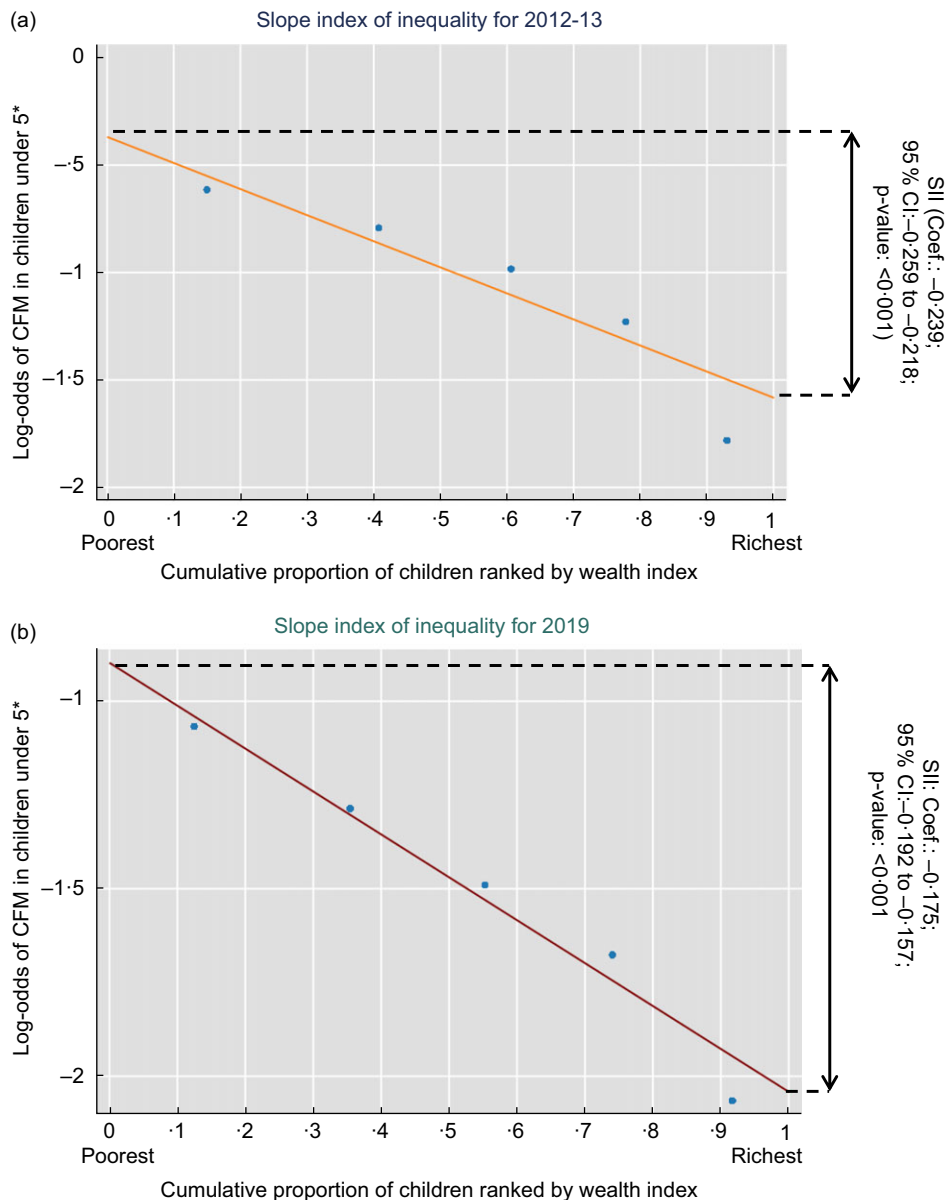 (a)
Slope index of inequality for 2012-13
Log-odds of CFM in children under 5*
0
–·5
–1
–1·5
–2
0 ·1 ·2 ·3 ·4 ·5 ·6 ·7 ·8 ·9 1
Poorest Richest
Cumulative proportion of children ranked by wealth index
SII (Coef.: –0·239;
95 % CI:–0·259 to –0·218;
p-value: <0·001)
(b)
Slope index of inequality for 2019
Log-odds of CFM in children under 5*
–1
–1·5
–2
0 ·1 ·2 ·3 ·4 ·5 ·6 ·7 ·8 ·9 1
Poorest Richest
Cumulative proportion of children ranked by wealth index
SII: Coef.: –0·175;
95 % CI:–0·192 to –0·157;
p-value: <0·001